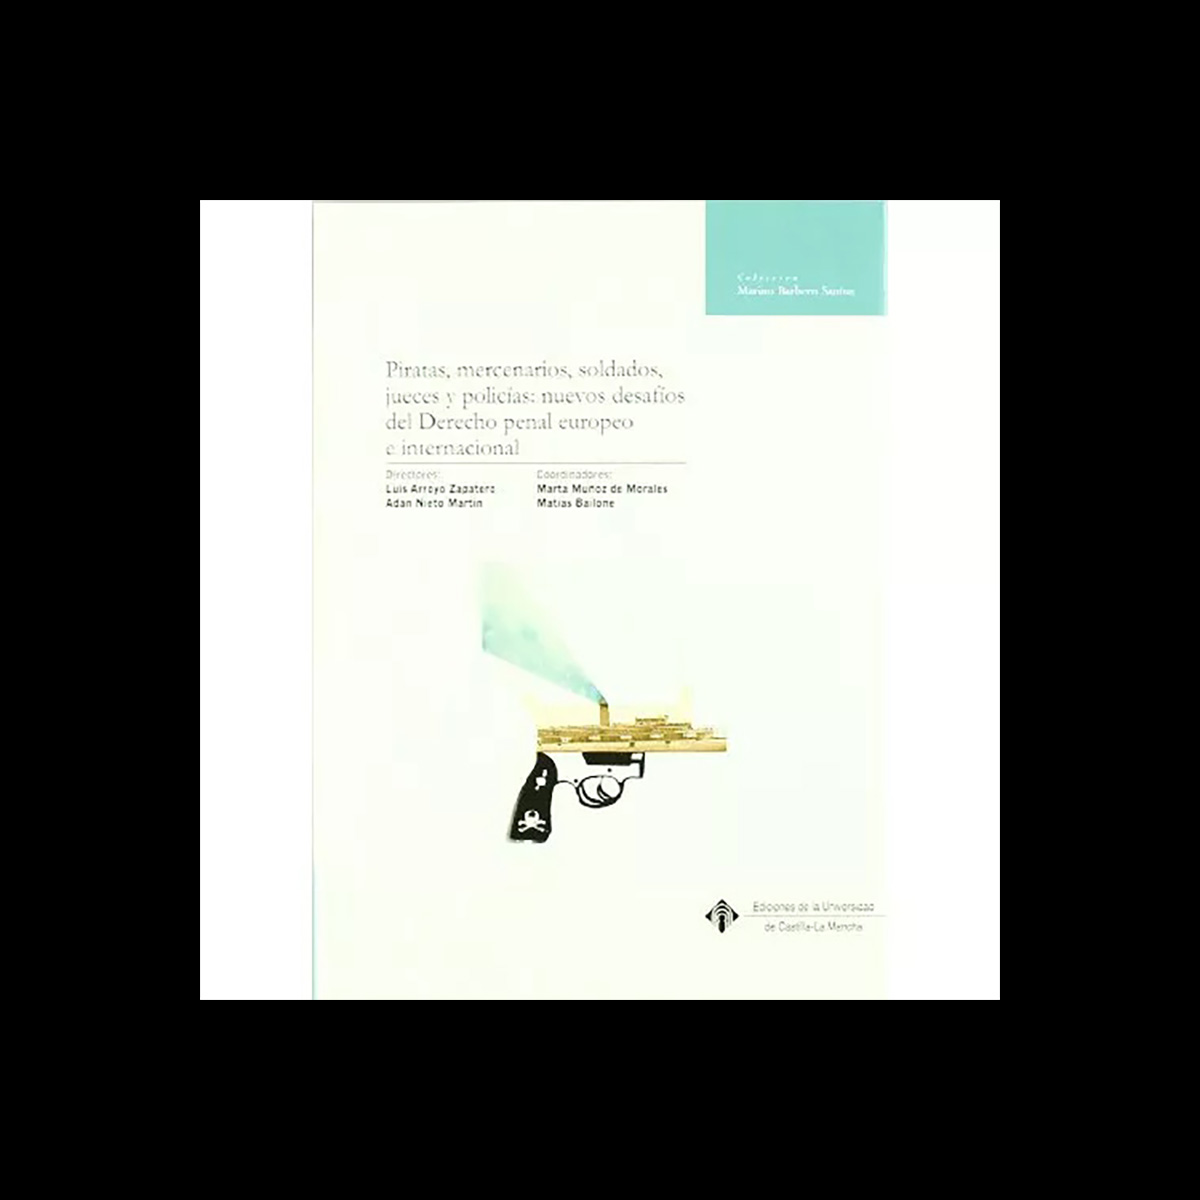 Colección
Marino Barbero Santos
Piratas, mercenarios, soldados,
jueces y policías: nuevos desafíos
del Derecho penal europeo
e internacional
Directores:
Luis Arroyo Zapatero
Adán Nieto Martín
Coordinadores:
Marta Muñoz de Morales
Matías Bailone
Ediciones de la Universidad
de Castilla-La Mancha